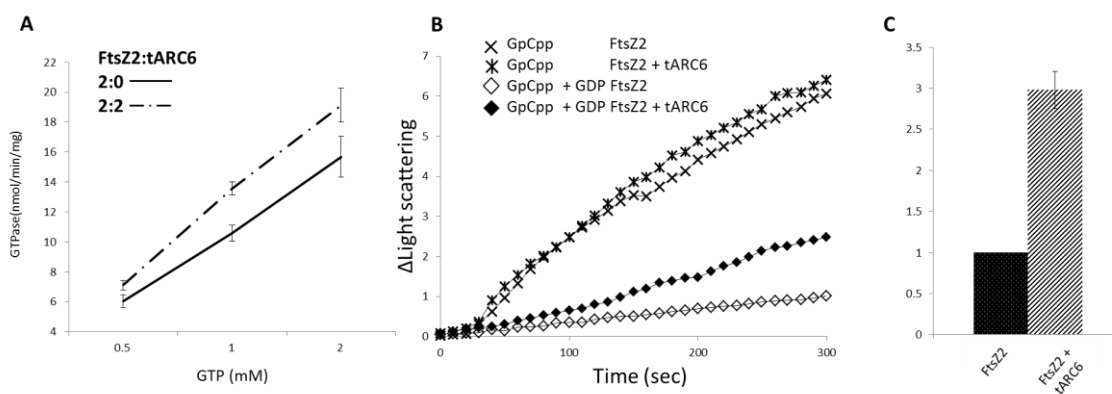 A
FtsZ2:tARC6
2:0
2:2
GTPase(nmol/min/mg)
22
20
18
16
14
12
10
8
6
4
0.5 1 2
GTP (mM)
B
GpCpp FtsZ2
GpCpp FtsZ2 + tARC6
GpCpp + GDP FtsZ2
GpCpp + GDP FtsZ2 + tARC6
ΔLight scattering
7
6
5
4
3
2
1
0
0 100 200 300
Time (sec)
C
3.5
3
2.5
2
1.5
1
0.5
0
FtsZ2
FtsZ2 +
tARC6